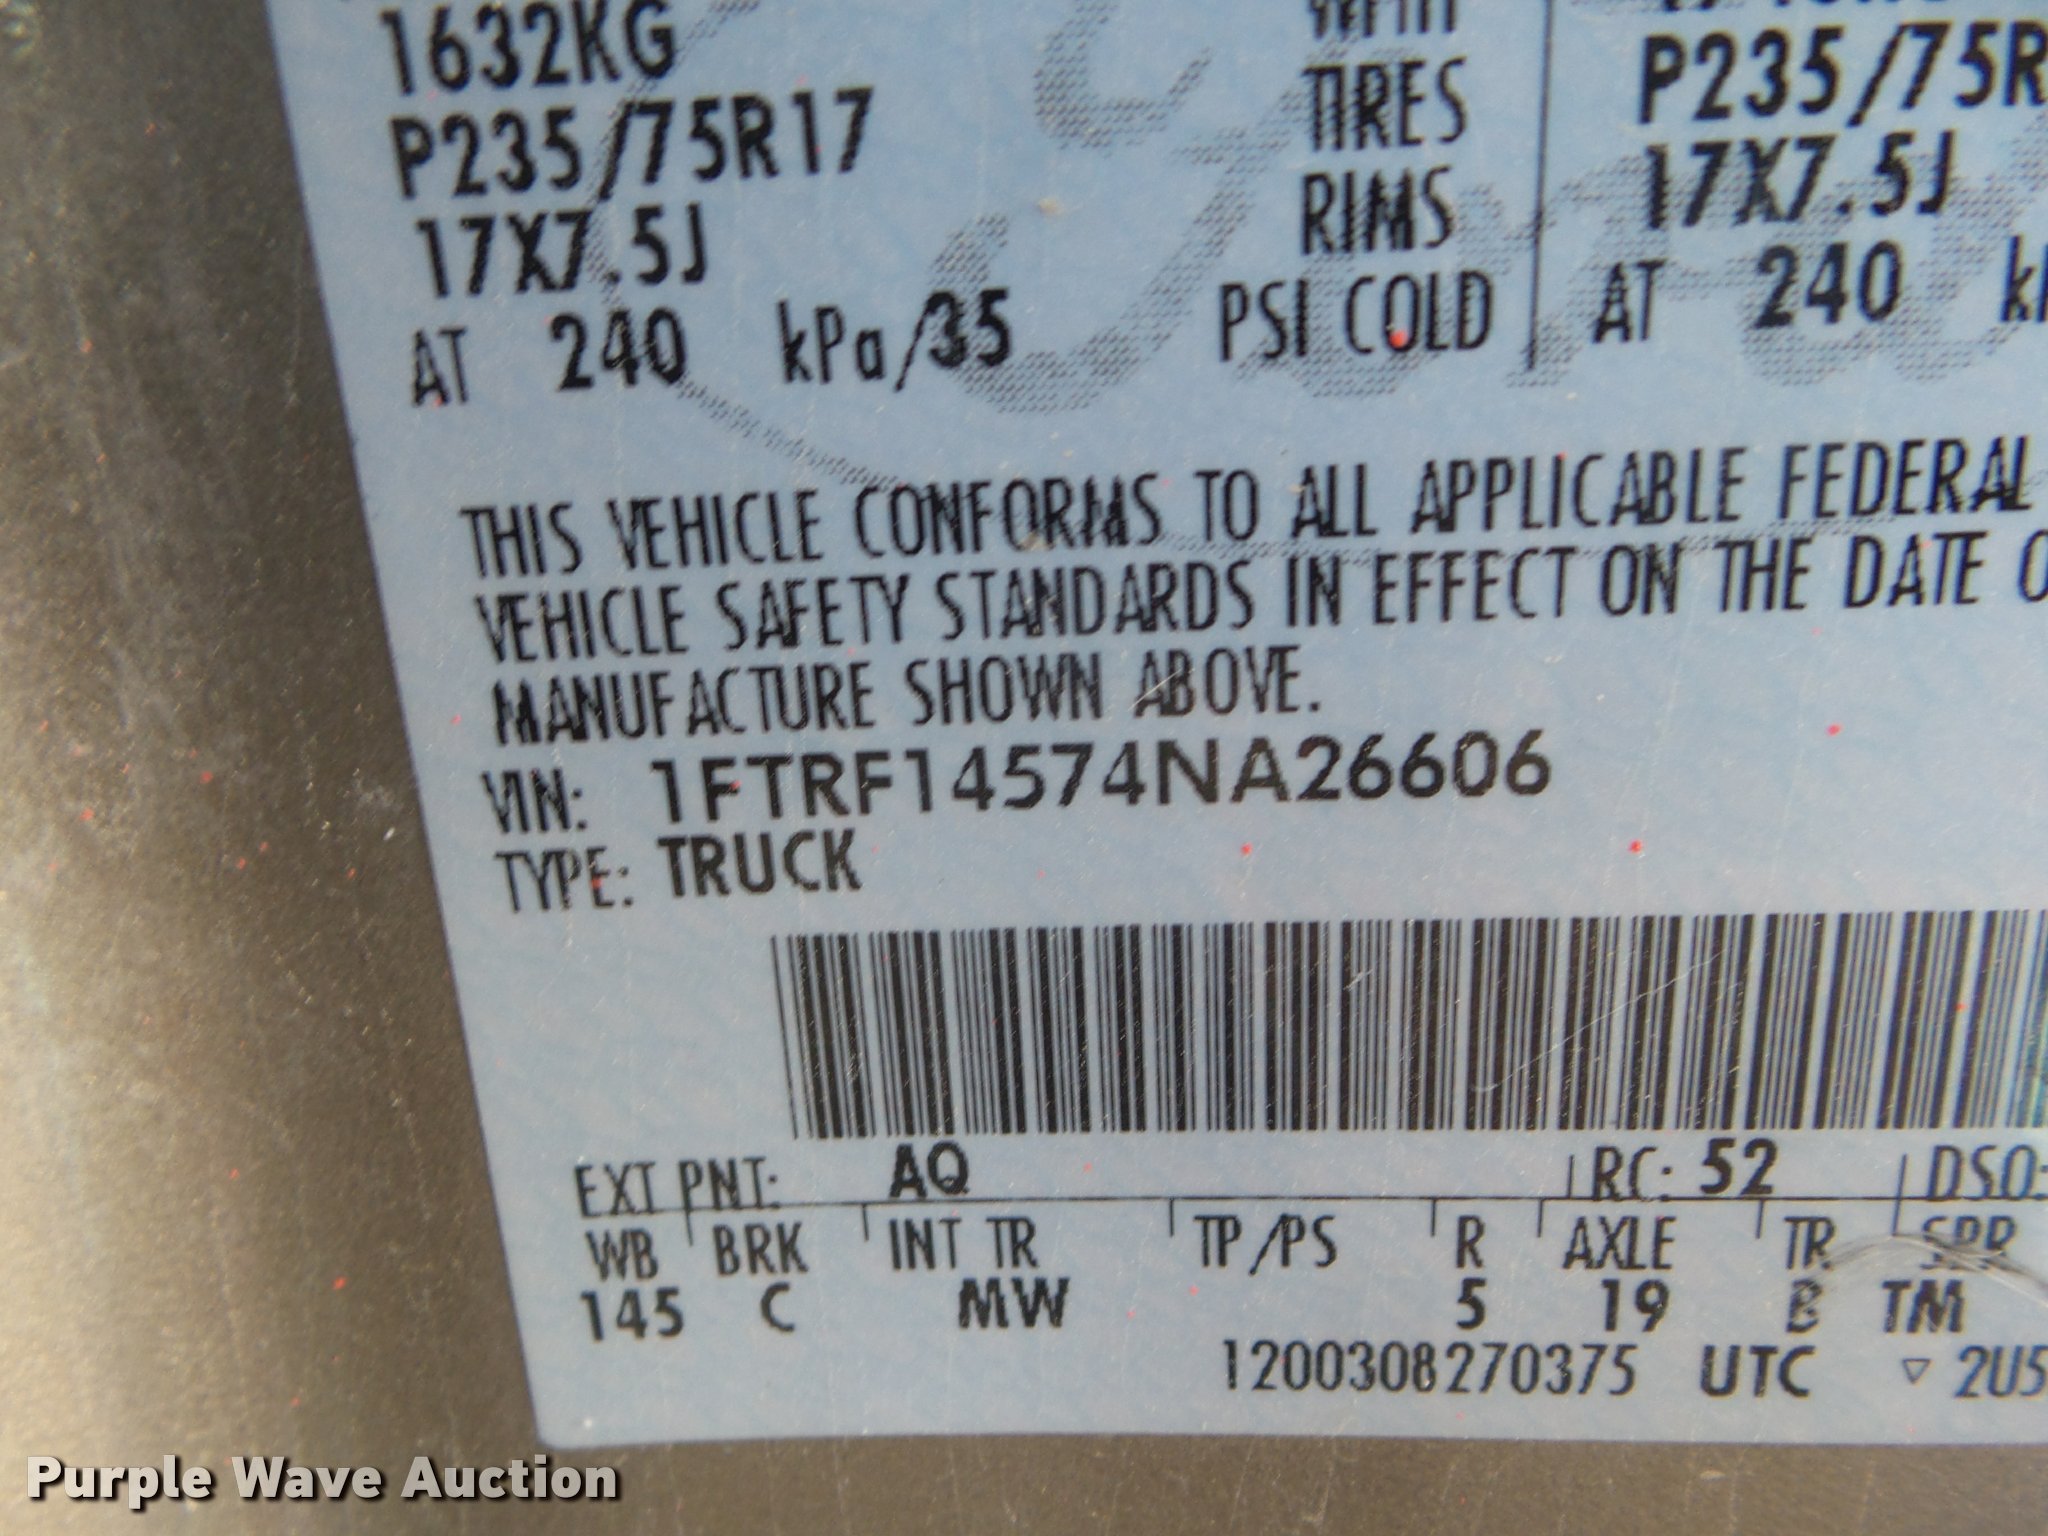 1632KG
P235/75R17 TIRES P235/75R
17X7.5J RIMS 17X7.5J
AT 240 kPa/35 PSI COLD AT 240
THIS VEHICLE CONFORMS TO ALL APPLICABLE FEDERAL
VEHICLE SAFETY STANDARDS IN EFFECT ON THE DATE
MANUFACTURE SHOWN ABOVE.
VIN: 1FTRF14574NA26606
TYPE: TRUCK
EXT PNT: AQ RC: 52 DSO:
WB BRK INT TR TP/PS R AXLE TR SPR
145 C MW 5 19 B TM
1200308270375 UTC ▽ 2U5
Purple Wave Auction